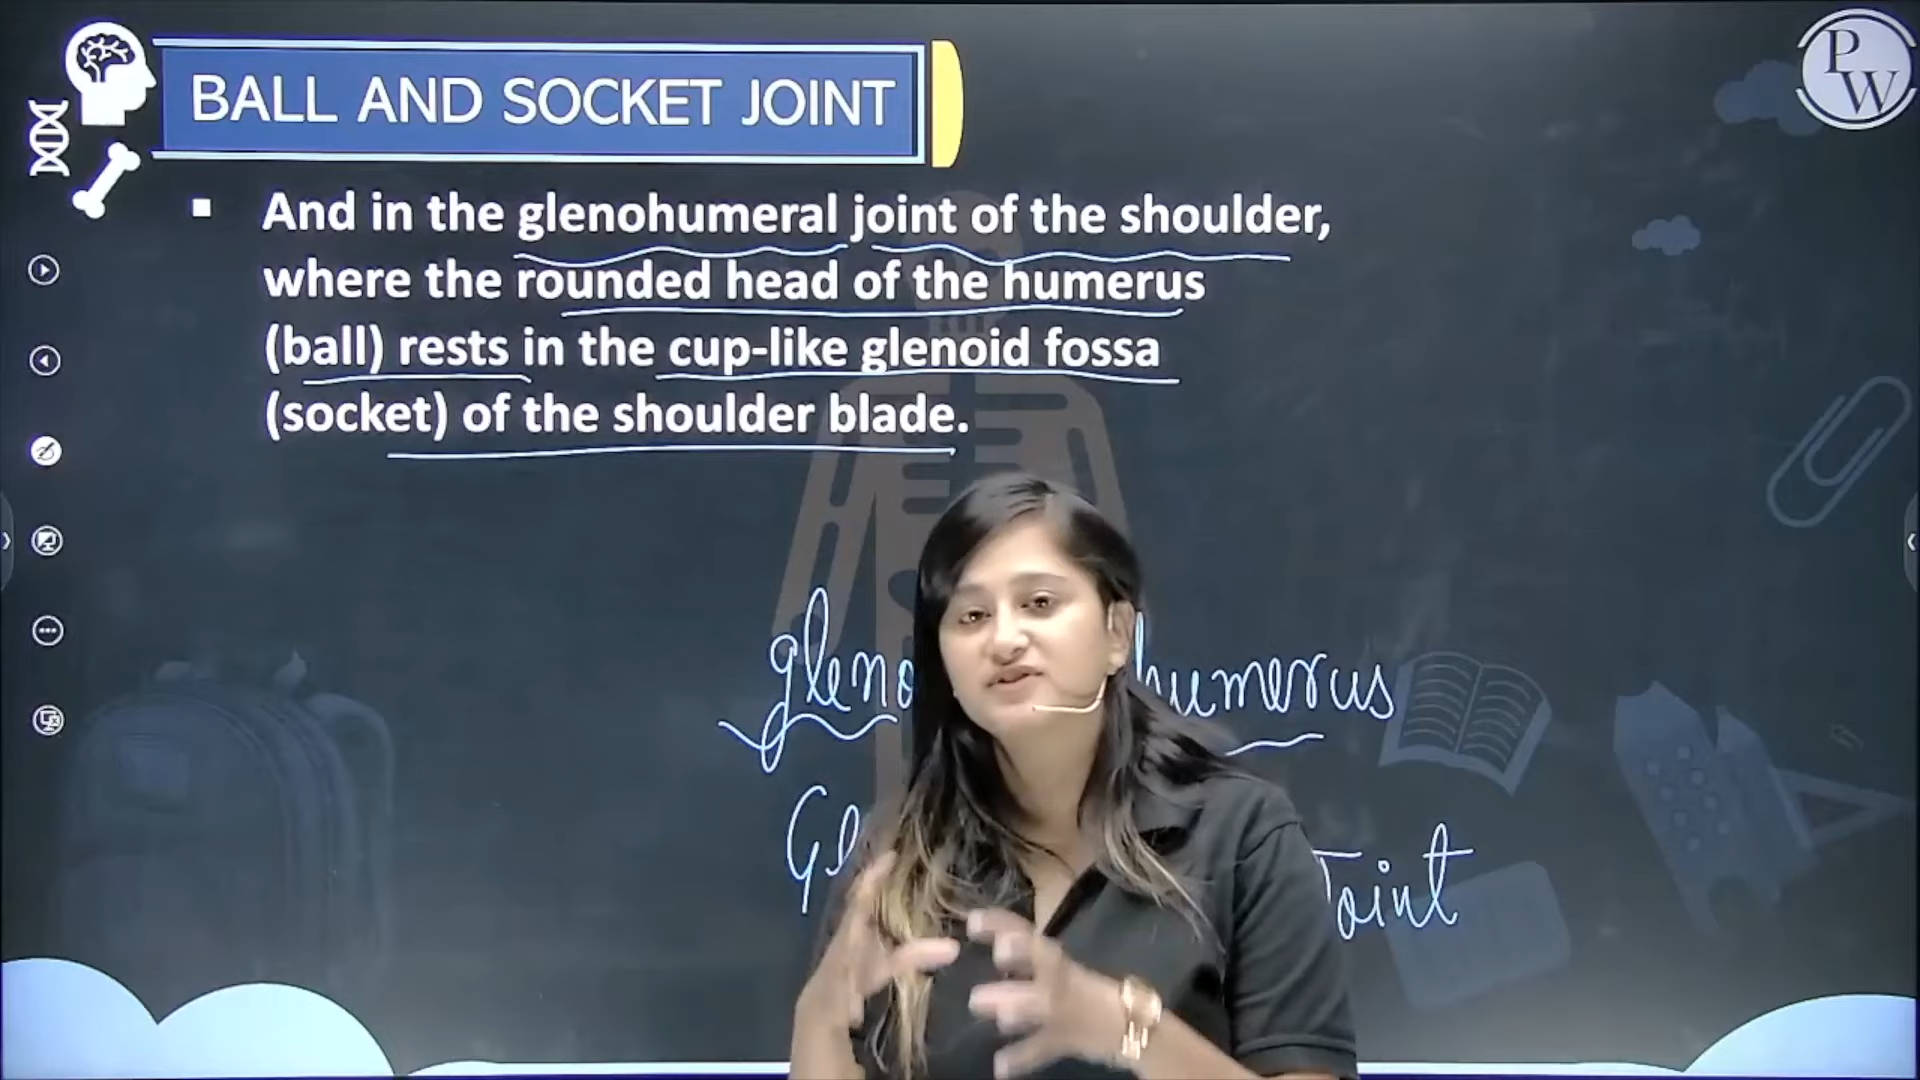 BALL AND SOCKET JOINT
PW
▪ And in the glenohumeral joint of the shoulder,
where the rounded head of the humerus
(ball) rests in the cup-like glenoid fossa
(socket) of the shoulder blade.
humerus
Joint